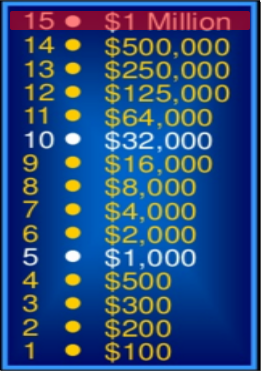 15 • $1 Million
14 • $500,000
13 • $250,000
12 • $125,000
11 • $64,000
10 • $32,000
9 • $16,000
8 • $8,000
7 • $4,000
6 • $2,000
5 • $1,000
4 • $500
3 • $300
2 • $200
1 • $100